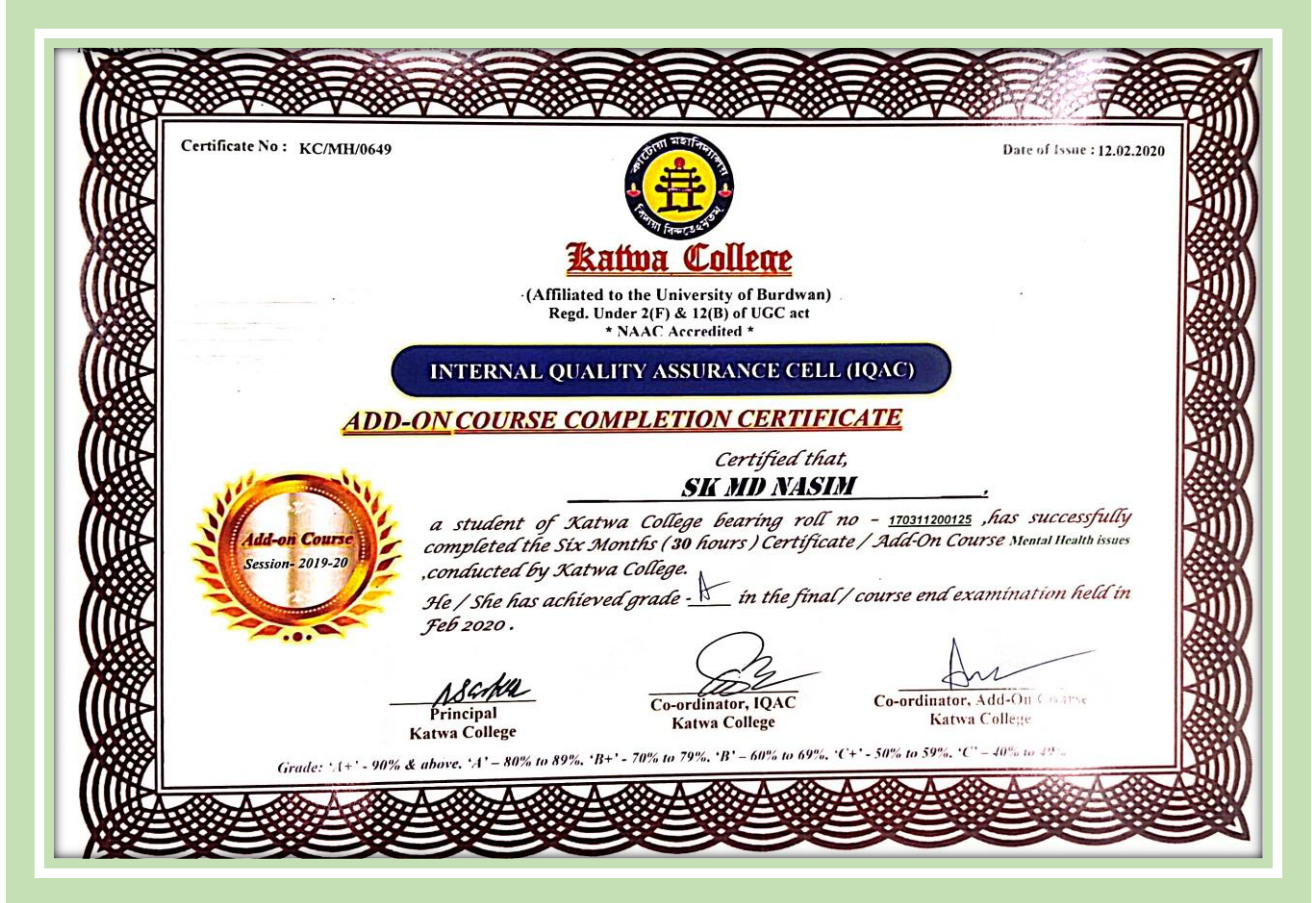 Certificate No : KC/MH/0649
Date of Issue : 12.02.2020
কাটোয়া মহাবিদ্যালয়
Katwa College
(Affiliated to the University of Burdwan)
Regd. Under 2(F) & 12(B) of UGC act
* NAAC Accredited *
INTERNAL QUALITY ASSURANCE CELL (IQAC)
ADD-ON COURSE COMPLETION CERTIFICATE
Certified that,
SK MD NASIM ,
a student of Katwa College bearing roll no - 170311200125 ,has successfully
completed the Six Months (30 hours) Certificate / Add-On Course Mental Health issues
,conducted by Katwa College.
He / She has achieved grade - A in the final / course end examination held in
Feb 2020 .
Add-on Course
Session- 2019-20
Principal
Katwa College
Co-ordinator, IQAC
Katwa College
Co-ordinator, Add-On Course
Katwa College
Grade: 'A+' - 90% & above, 'A' – 80% to 89%, 'B+' - 70% to 79%, 'B' – 60% to 69%, 'C+' - 50% to 59%, 'C' – 40% to 49%